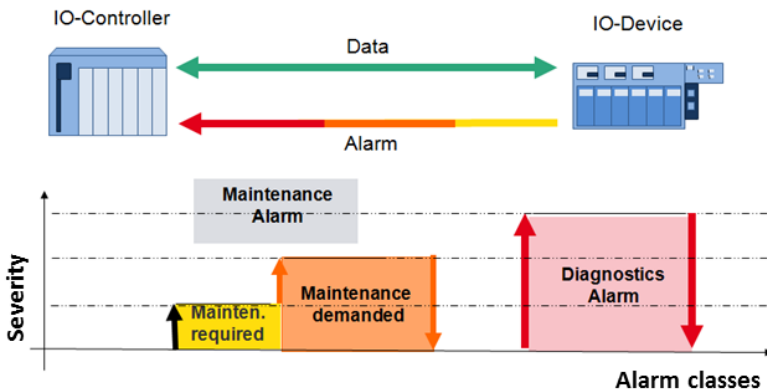 IO-Controller
IO-Device
Data
Alarm
Maintenance
Alarm
Severity
Mainten.
required
Maintenance
demanded
Diagnostics
Alarm
Alarm classes